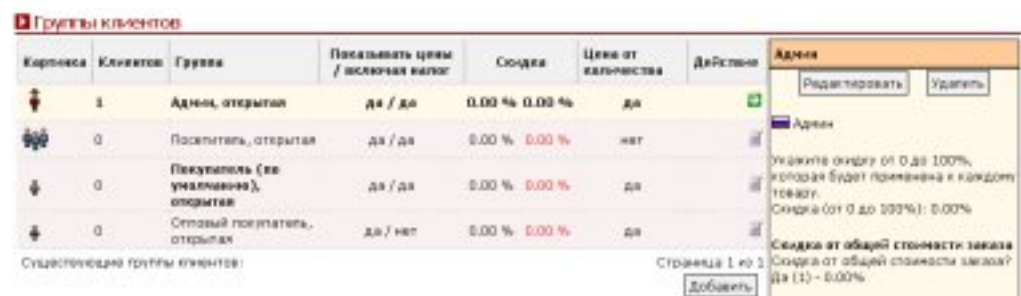 Группы клиентов
Картинка Клиентов Группа Показывать цены / включая налог Скидка Цена от количества Действие
1 Админ, открытая да / да 0.00 % 0.00 % да
0 Посетитель, открытая да / да 0.00 % 0.00 % нет
0 Покупатель (по умолчанию), открытая да / да 0.00 % 0.00 % да
0 Оптовый покупатель, открытая да / нет 0.00 % 0.00 % да
Существующие группы клиентов: Страница 1 из 1
Добавить
Админ
Редактировать Удалить
Админ
Укажите скидку от 0 до 100%,
которая будет применена к каждому
товару.
Скидка (от 0 до 100%): 0.00%
Скидка от общей стоимости заказа
Скидка от общей стоимости заказа?
Да (1) - 0.00%